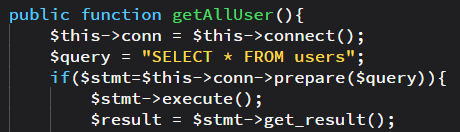 public function getAllUser(){
$this->conn = $this->connect();
$query = "SELECT * FROM users";
if($stmt=$this->conn->prepare($query)){
$stmt->execute();
$result = $stmt->get_result();